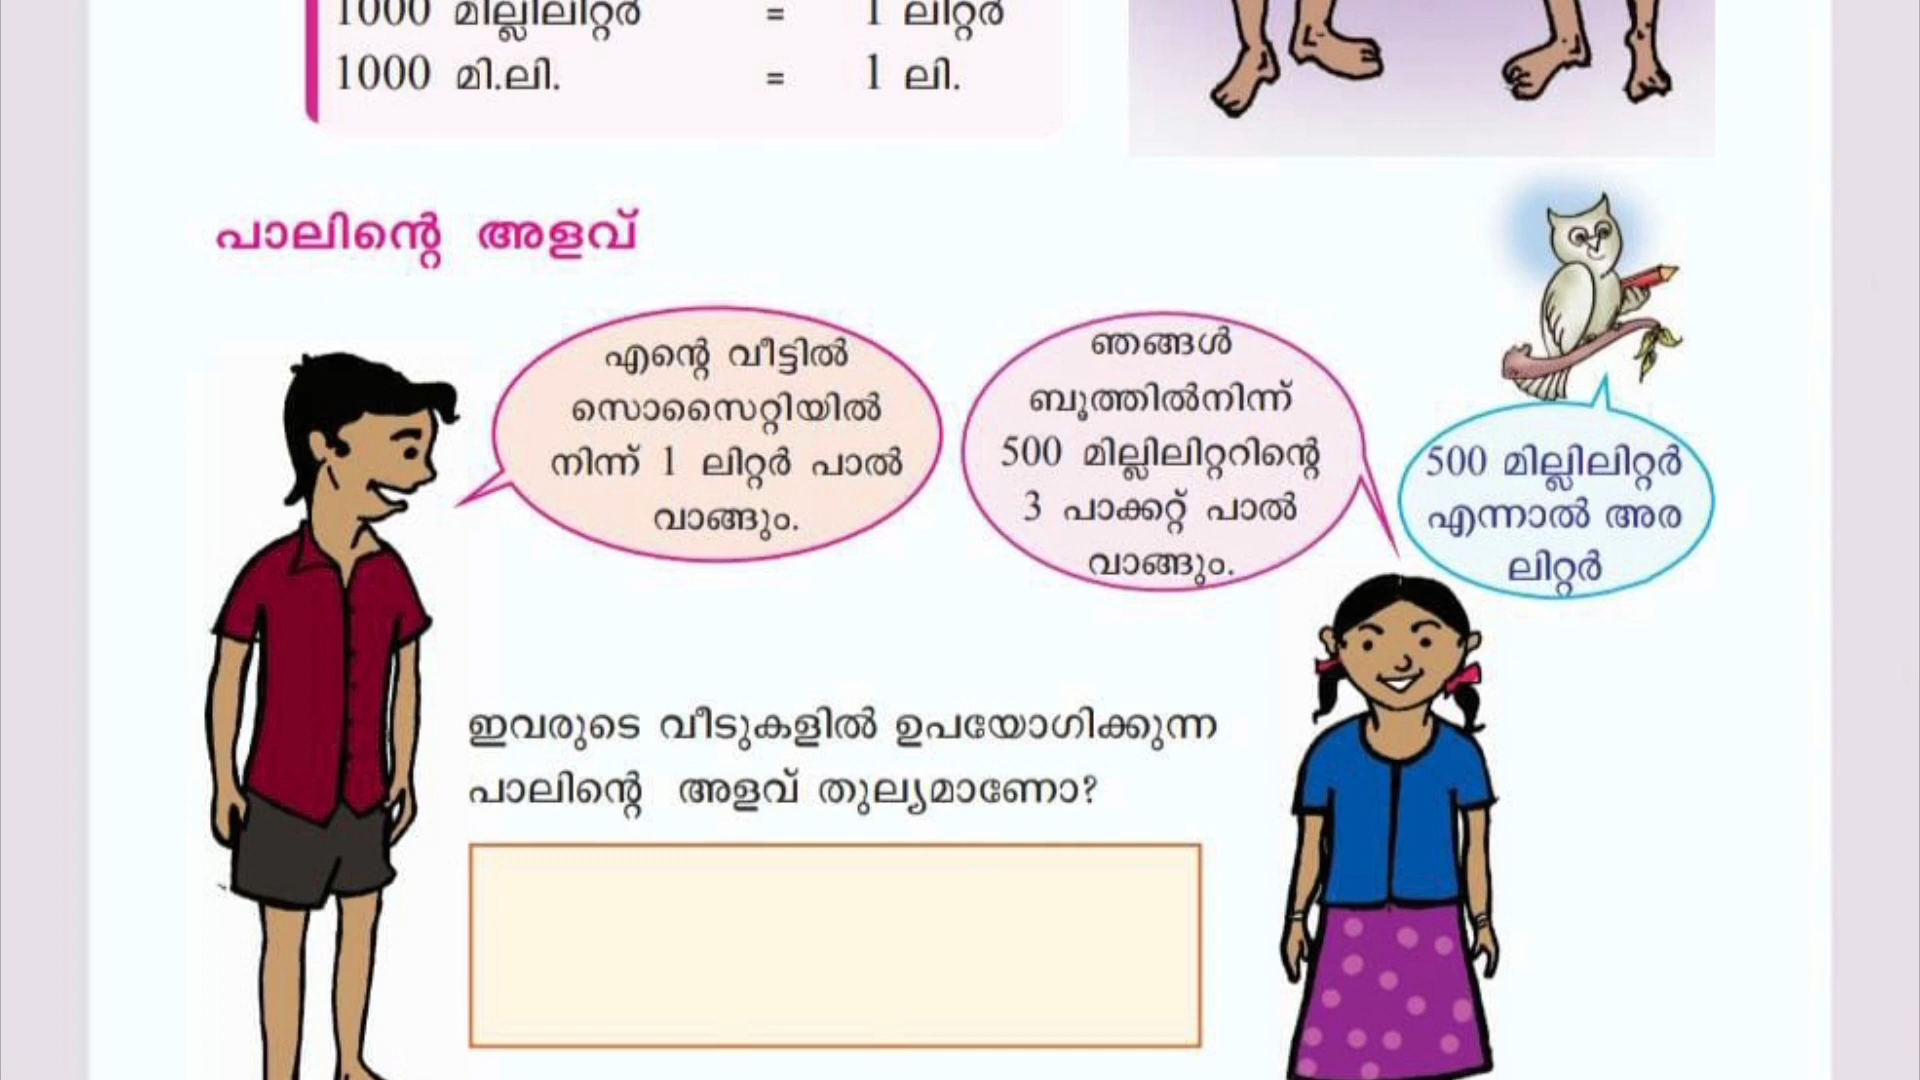 1000 മില്ലിലിറ്റർ = 1 ലിറ്റർ
1000 മി.ലി. = 1 ലി.
പാലിന്റെ അളവ്
എന്റെ വീട്ടിൽ
സൊസൈറ്റിയിൽ
നിന്ന് 1 ലിറ്റർ പാൽ
വാങ്ങും.
ഞങ്ങൾ
ബൂത്തിൽനിന്ന്
500 മില്ലിലിറ്ററിന്റെ
3 പാക്കറ്റ് പാൽ
വാങ്ങും.
500 മില്ലിലിറ്റർ
എന്നാൽ അര
ലിറ്റർ
ഇവരുടെ വീടുകളിൽ ഉപയോഗിക്കുന്ന
പാലിന്റെ അളവ് തുല്യമാണോ?